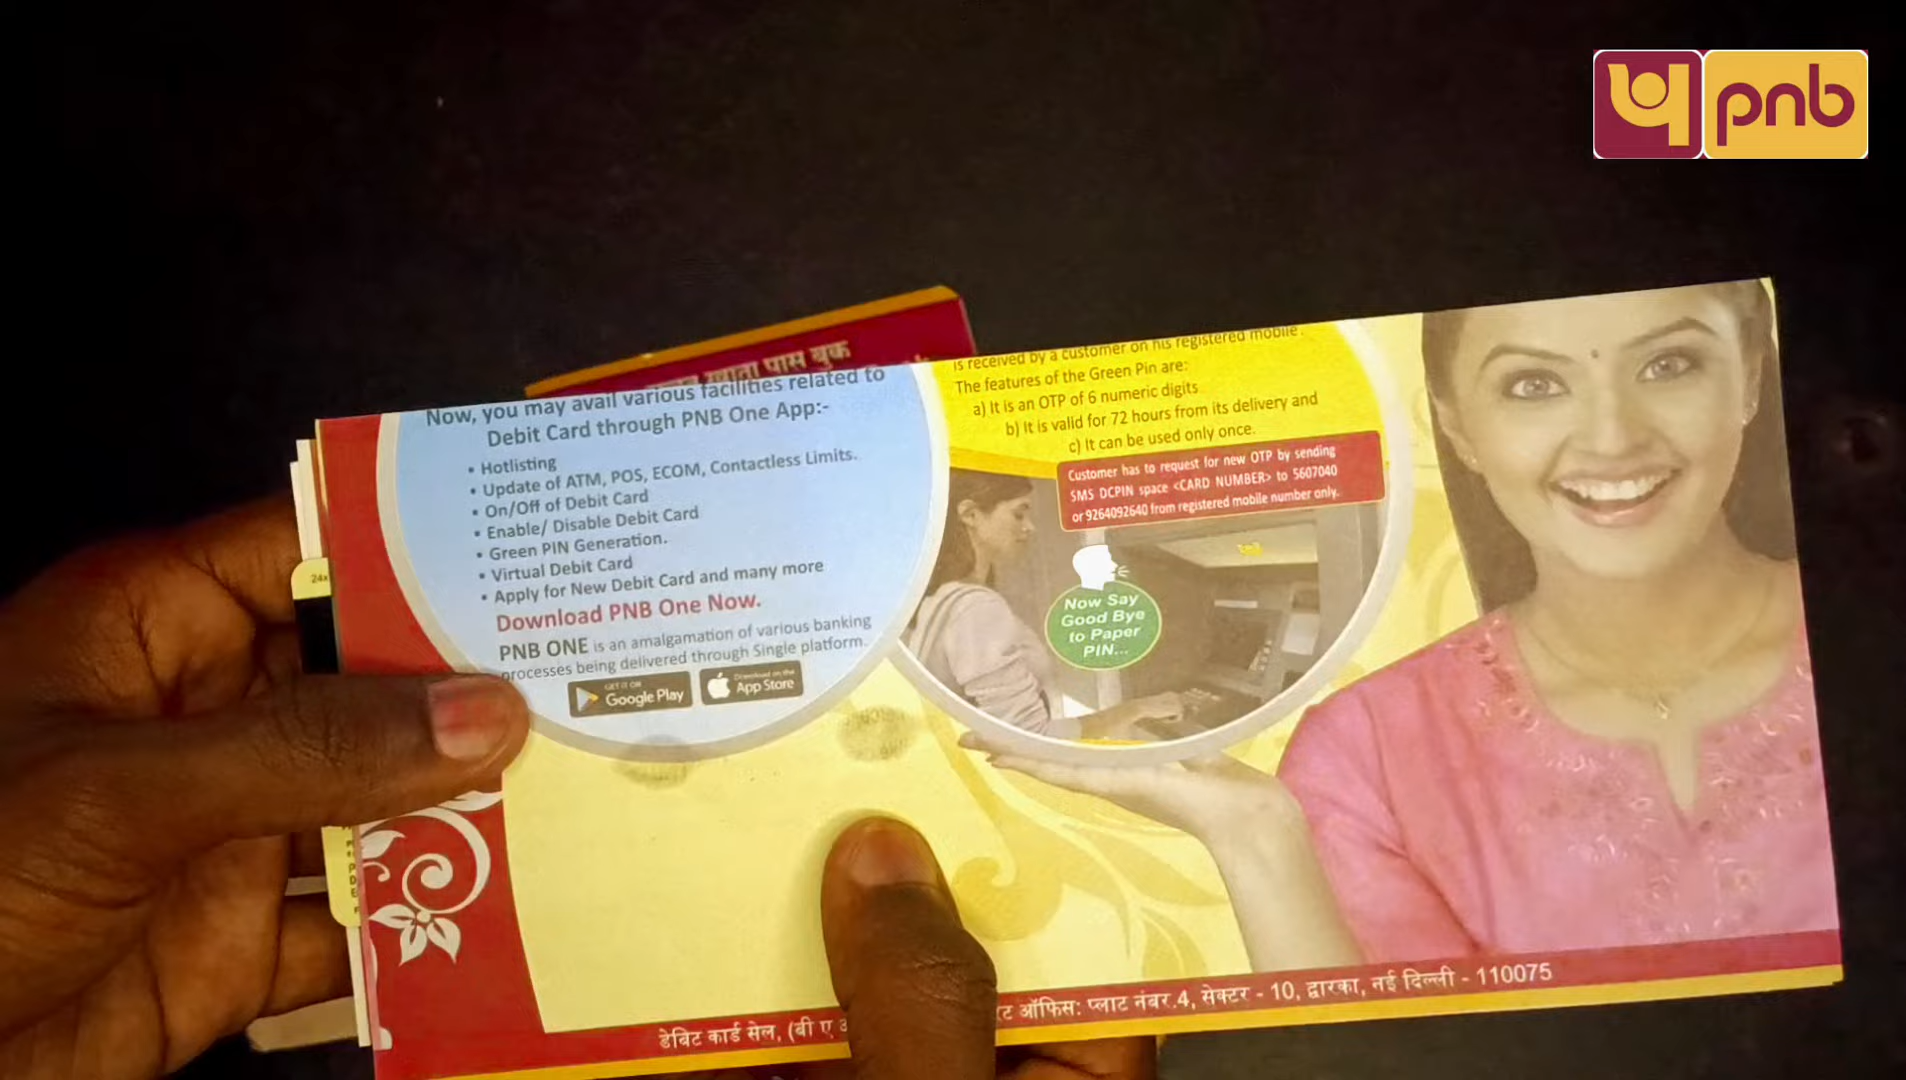 प pnb
पास बुक
Now, you may avail various facilities related to
Debit Card through PNB One App:-
• Hotlisting
• Update of ATM, POS, ECOM, Contactless Limits.
• On/Off of Debit Card
• Enable/ Disable Debit Card
• Green PIN Generation.
• Virtual Debit Card
• Apply for New Debit Card and many more
Download PNB One Now.
PNB ONE is an amalgamation of various banking
processes being delivered through Single platform.
GET IT ON
Google Play
Download on the
App Store
is received by a customer on his registered mobile.
The features of the Green Pin are:
a) It is an OTP of 6 numeric digits
b) It is valid for 72 hours from its delivery and
c) It can be used only once.
Customer has to request for new OTP by sending
SMS DCPIN space <CARD NUMBER> to 5607040
or 9264092640 from registered mobile number only.
Now Say
Good Bye
to Paper
PIN...
24x
डेबिट कार्ड सेल, (बी ए ऑफिस: प्लाट नंबर.4, सेक्टर - 10, द्वारका, नई दिल्ली - 110075